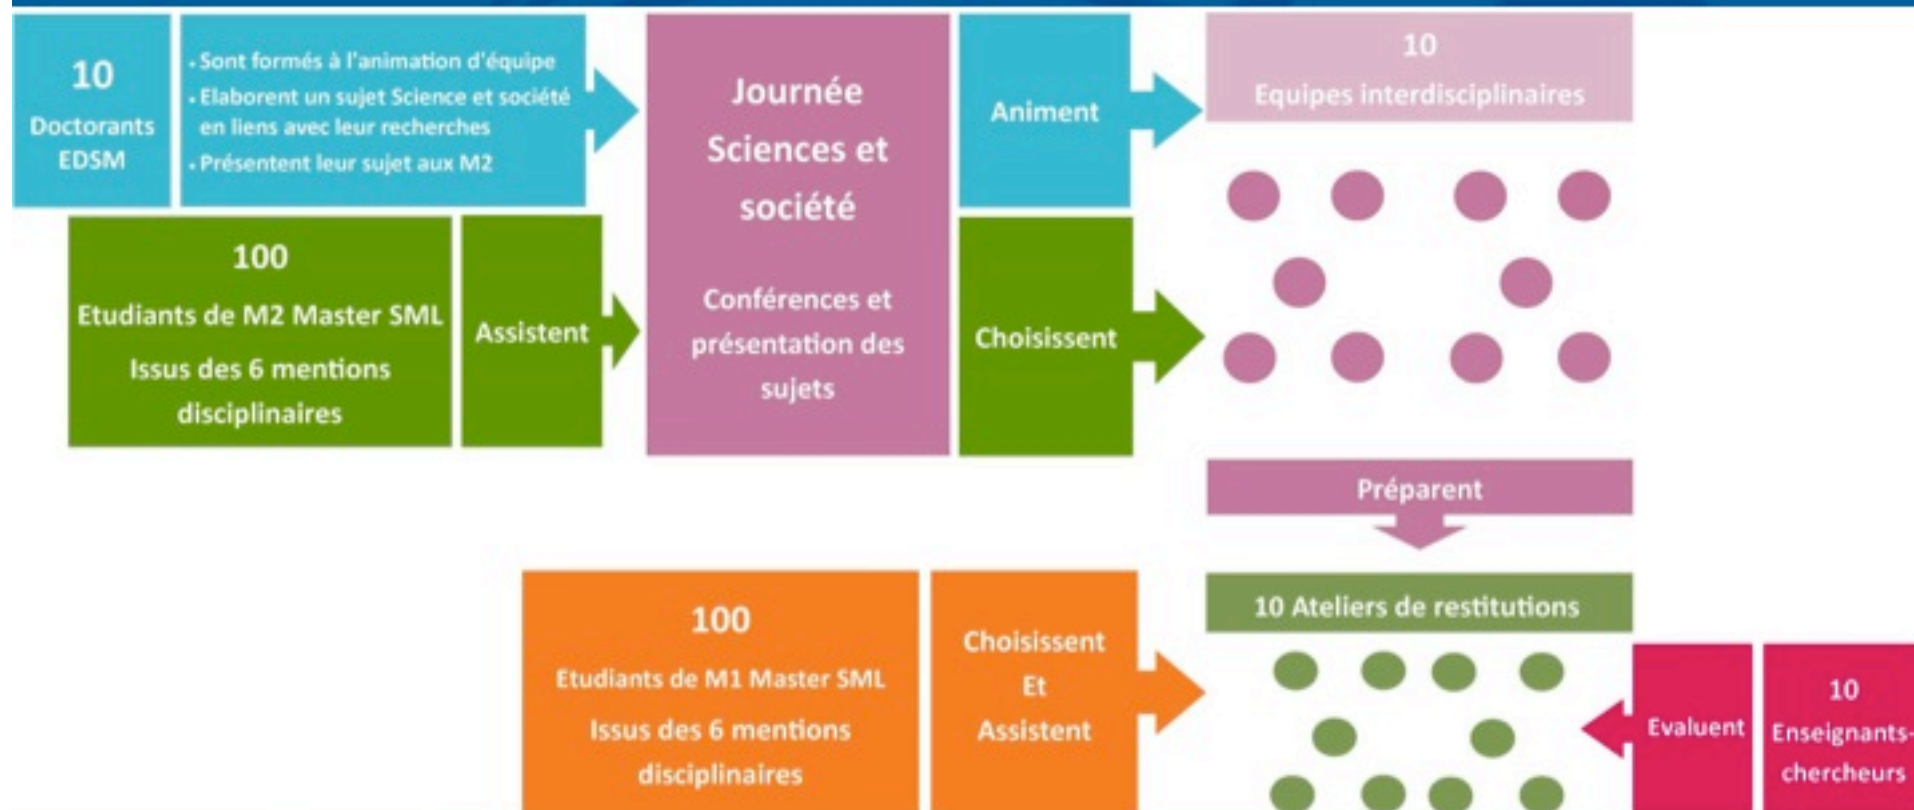 10
Doctorants
EDSM
• Sont formés à l'animation d'équipe
• Elaborent un sujet Science et société
en liens avec leur recherches
• Présentent leur sujet aux M2
100
Etudiants de M2 Master SML
Issus des 6 mentions
disciplinaires
Assistent
Journée
Sciences et
société
Conférences et
présentation des
sujets
Animent
Choisissent
10
Equipes interdisciplinaires
Préparent
100
Etudiants de M1 Master SML
Issus des 6 mentions
disciplinaires
Choisissent
Et
Assistent
10 Ateliers de restitutions
Evaluent
10
Enseignants-
chercheurs